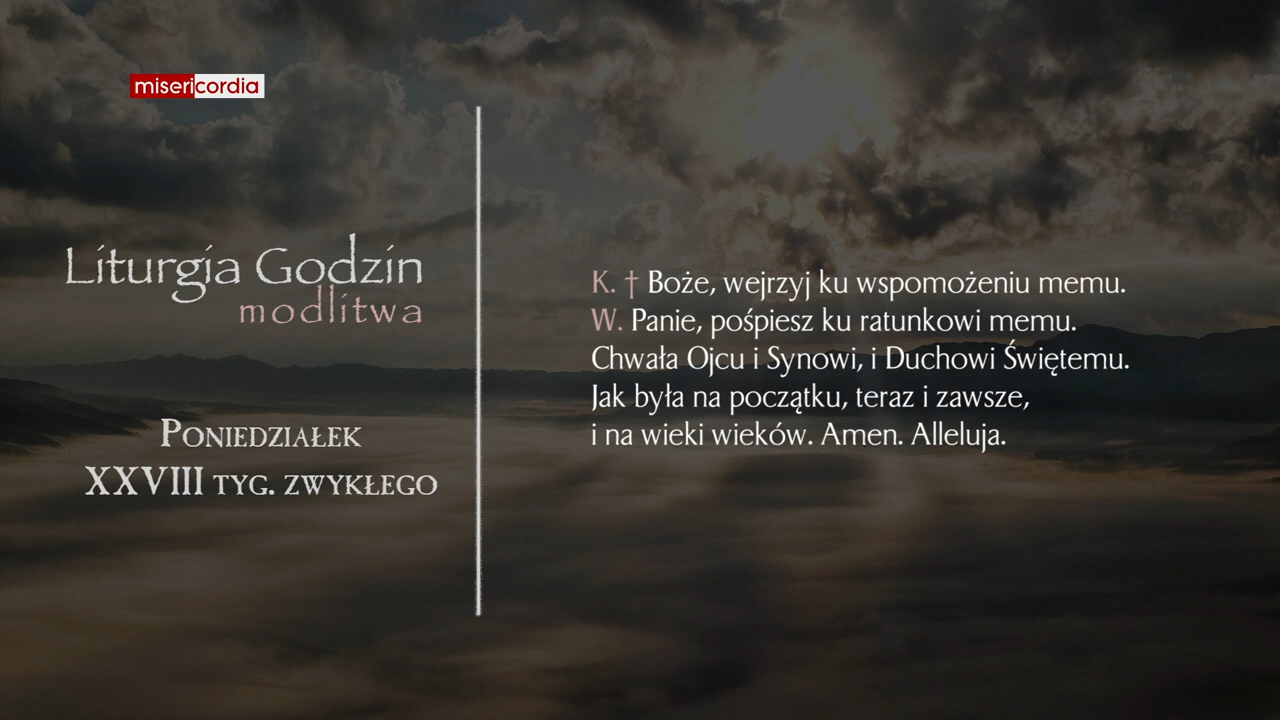 misericordia
Liturgia Godzin
modlitwa
Poniedziałek
XXVIII tyg. zwykłego
K. † Boże, wejrzyj ku wspomożeniu memu.
W. Panie, pośpiesz ku ratunkowi memu.
Chwała Ojcu i Synowi, i Duchowi Świętemu.
Jak była na początku, teraz i zawsze,
i na wieki wieków. Amen. Alleluja.